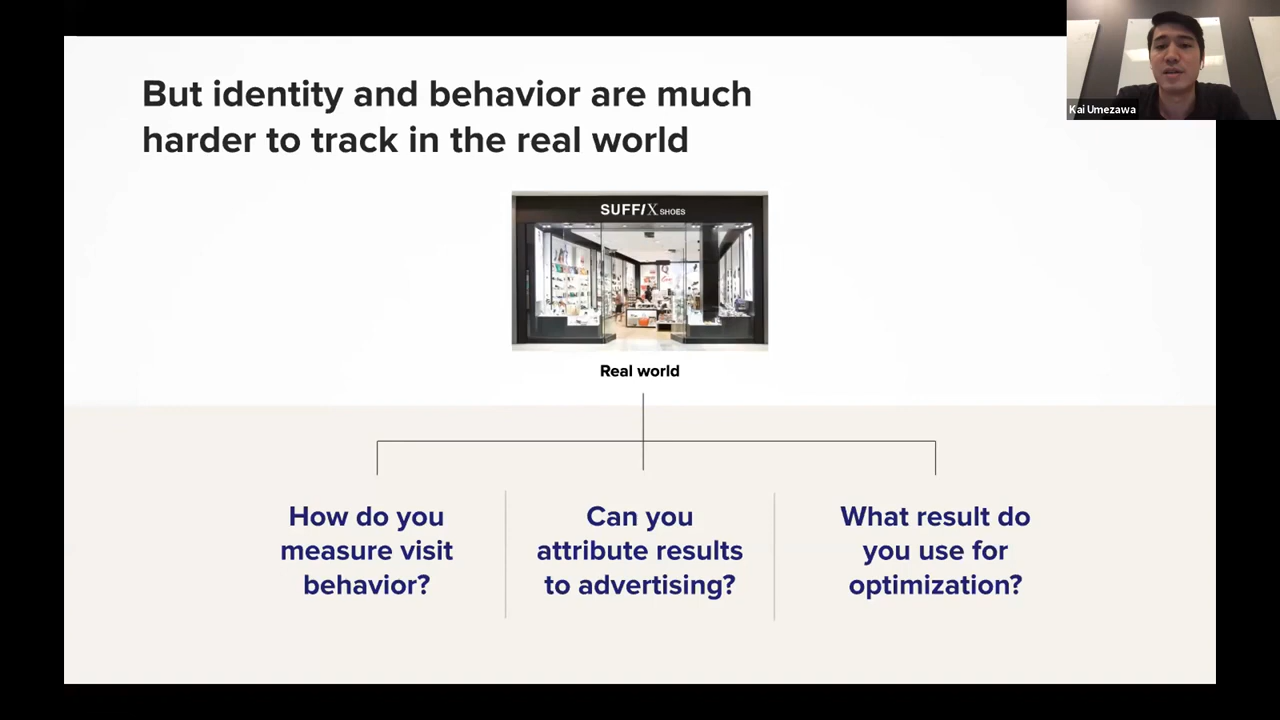 But identity and behavior are much
harder to track in the real world
Kai Umezawa
SUFFIX SHOES
Real world
How do you
measure visit
behavior?
Can you
attribute results
to advertising?
What result do
you use for
optimization?